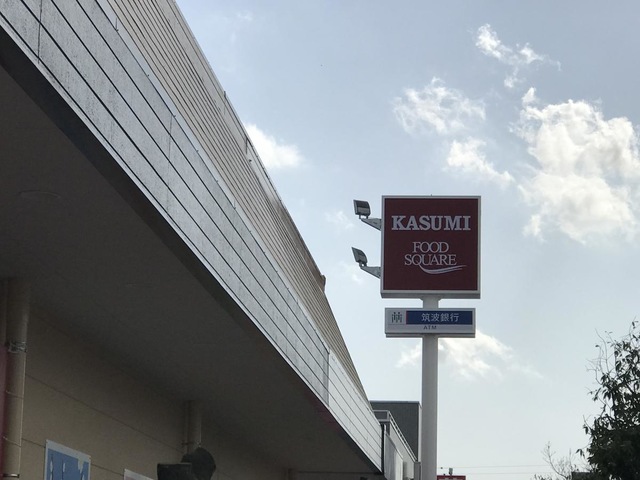 KASUMI
FOOD
SQUARE
筑波銀行
ATM